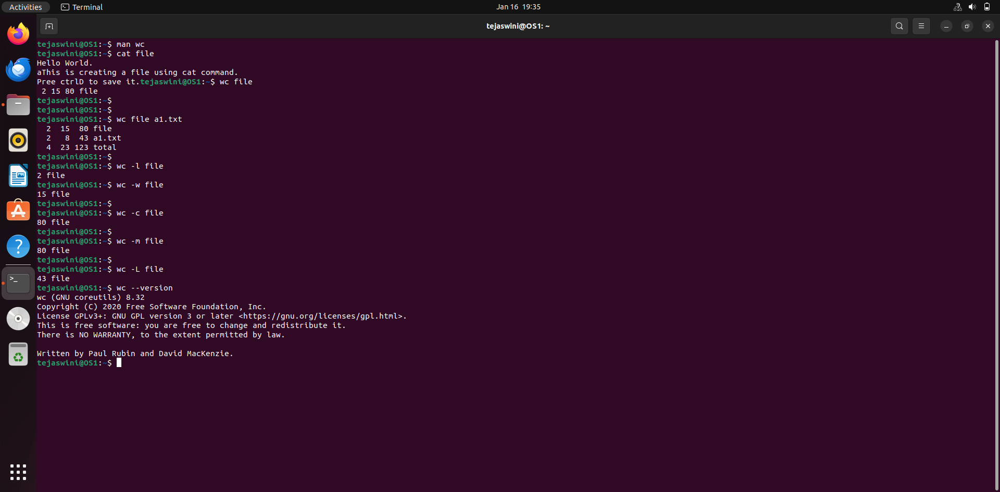 Activities Terminal Jan 16 19:35
tejaswini@OS1: ~
tejaswini@OS1:~$ man wc
tejaswini@OS1:~$ cat file
Hello World.
aThis is creating a file using cat command.
Pree ctrlD to save it.tejaswini@OS1:~$ wc file
 2 15 80 file
tejaswini@OS1:~$
tejaswini@OS1:~$
tejaswini@OS1:~$ wc file a1.txt
  2  15  80 file
  2   8  43 a1.txt
  4  23 123 total
tejaswini@OS1:~$
tejaswini@OS1:~$ wc -l file
2 file
tejaswini@OS1:~$ wc -w file
15 file
tejaswini@OS1:~$
tejaswini@OS1:~$ wc -c file
80 file
tejaswini@OS1:~$
tejaswini@OS1:~$ wc -m file
80 file
tejaswini@OS1:~$
tejaswini@OS1:~$ wc -L file
43 file
tejaswini@OS1:~$ wc --version
wc (GNU coreutils) 8.32
Copyright (C) 2020 Free Software Foundation, Inc.
License GPLv3+: GNU GPL version 3 or later <https://gnu.org/licenses/gpl.html>.
This is free software: you are free to change and redistribute it.
There is NO WARRANTY, to the extent permitted by law.

Written by Paul Rubin and David MacKenzie.
tejaswini@OS1:~$